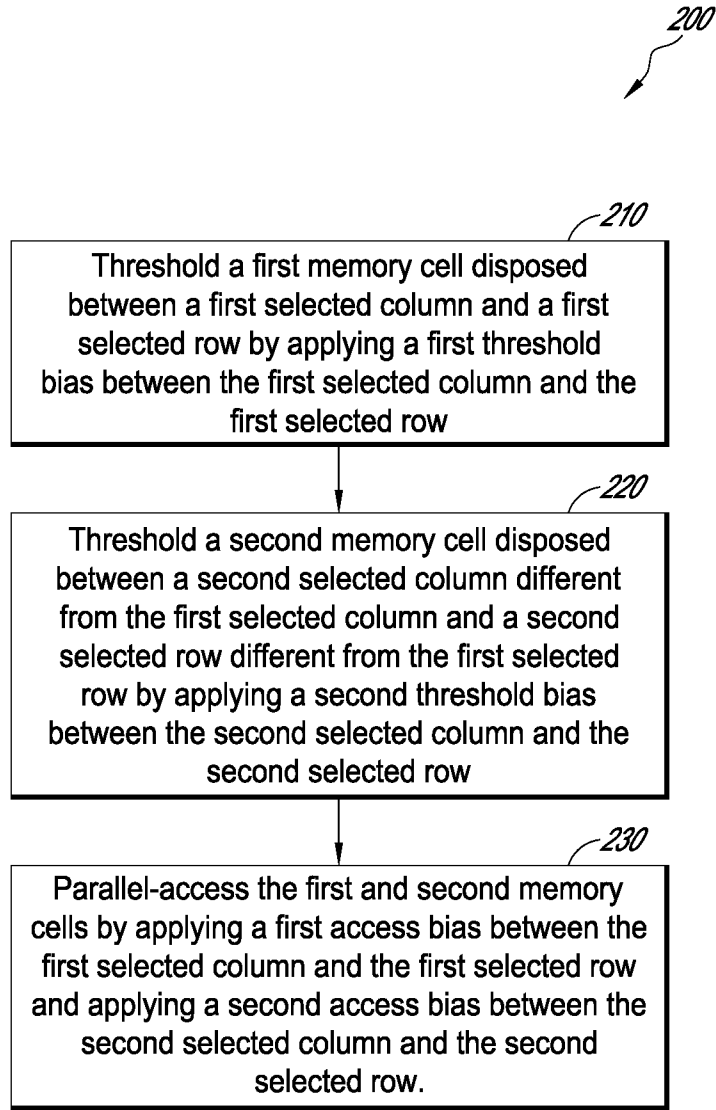 200
210
Threshold a first memory cell disposed
between a first selected column and a first
selected row by applying a first threshold
bias between the first selected column and the
first selected row
220
Threshold a second memory cell disposed
between a second selected column different
from the first selected column and a second
selected row different from the first selected
row by applying a second threshold bias
between the second selected column and the
second selected row
230
Parallel-access the first and second memory
cells by applying a first access bias between the
first selected column and the first selected row
and applying a second access bias between the
second selected column and the second
selected row.